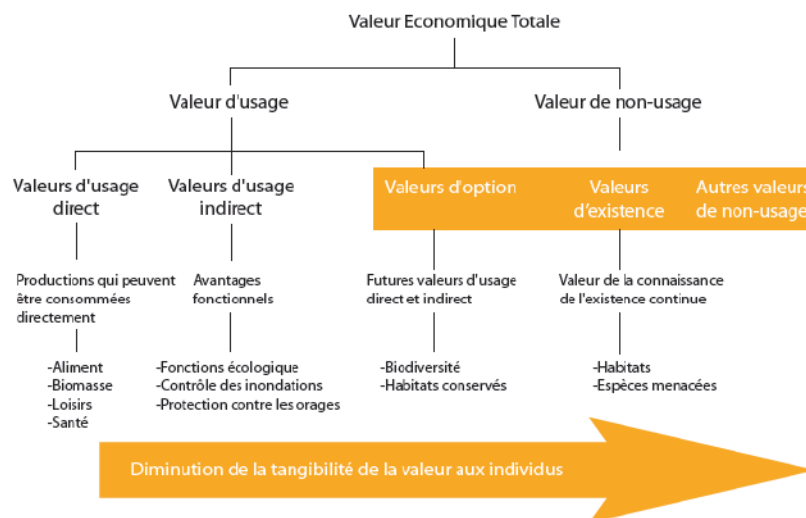 Valeur Economique Totale
Valeur d'usage
Valeur de non-usage
Valeurs d'usage
direct
Valeurs d'usage
indirect
Valeurs d'option
Valeurs
d'existence
Autres valeurs
de non-usage
Productions qui peuvent
être consommées
directement
Avantages
fonctionnels
Futures valeurs d'usage
direct et indirect
Valeur de la connaissance
de l'existence continue
-Aliment
-Biomasse
-Loisirs
-Santé
-Fonctions écologique
-Contrôle des inondations
-Protection contre les orages
-Biodiversité
-Habitats conservés
-Habitats
-Espèces menacées
Diminution de la tangibilité de la valeur aux individus